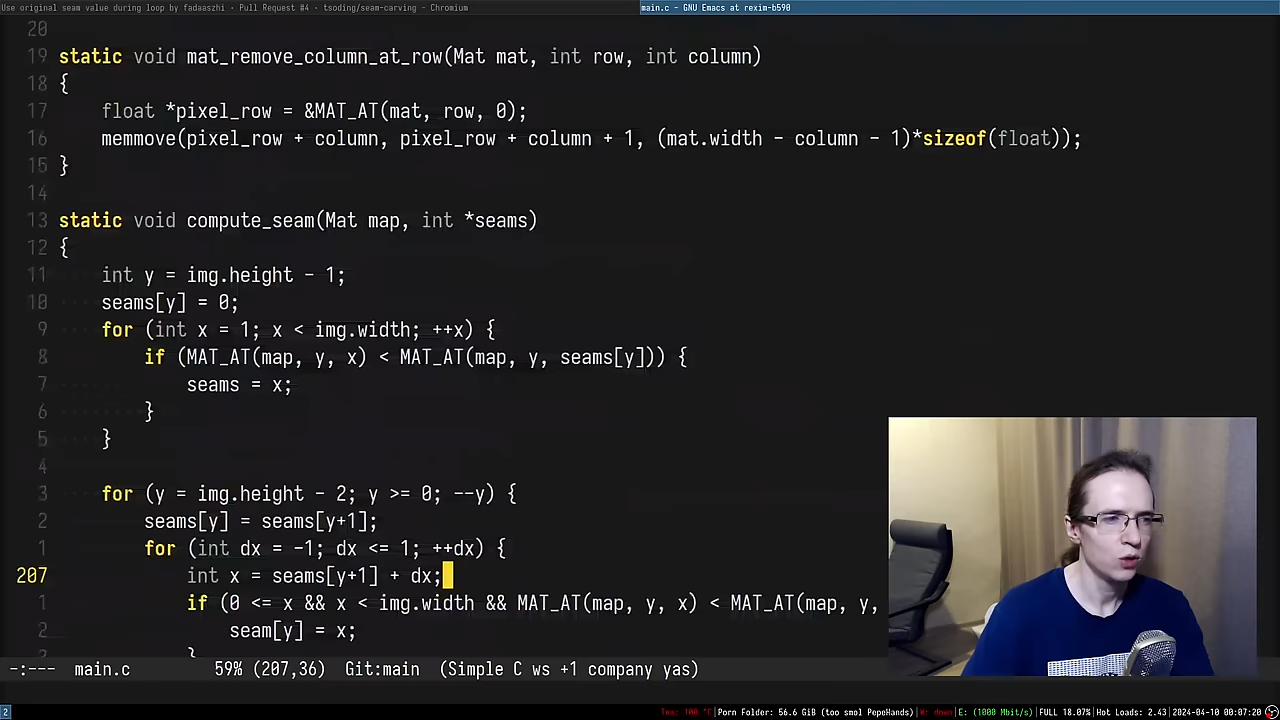 Use original seam value during loop by fadaaszhi · Pull Request #4 · tsoding/seam-carving - Chromium
main.c - GNU Emacs at rexim-b590
20
19 static void mat_remove_column_at_row(Mat mat, int row, int column)
18 {
17 float *pixel_row = &MAT_AT(mat, row, 0);
16 memmove(pixel_row + column, pixel_row + column + 1, (mat.width - column - 1)*sizeof(float));
15 }
14
13 static void compute_seam(Mat map, int *seams)
12 {
11 int y = img.height - 1;
10 seams[y] = 0;
9 for (int x = 1; x < img.width; ++x) {
8 if (MAT_AT(map, y, x) < MAT_AT(map, y, seams[y])) {
7 seams = x;
6 }
5 }
4
3 for (y = img.height - 2; y >= 0; --y) {
2 seams[y] = seams[y+1];
1 for (int dx = -1; dx <= 1; ++dx) {
207 int x = seams[y+1] + dx;
1 if (0 <= x && x < img.width && MAT_AT(map, y, x) < MAT_AT(map, y,
2 seam[y] = x;
3 }
-:--- main.c 59% (207,36) Git:main (Simple C ws +1 company yas)
2
100 °C|Porn Folder: 56.6 GiB (too smol PepeHands)|W: down|E: (1000 Mbit/s)|FULL 18.07%|Hot Loads: 2.43|2024-04-10 00:07:20